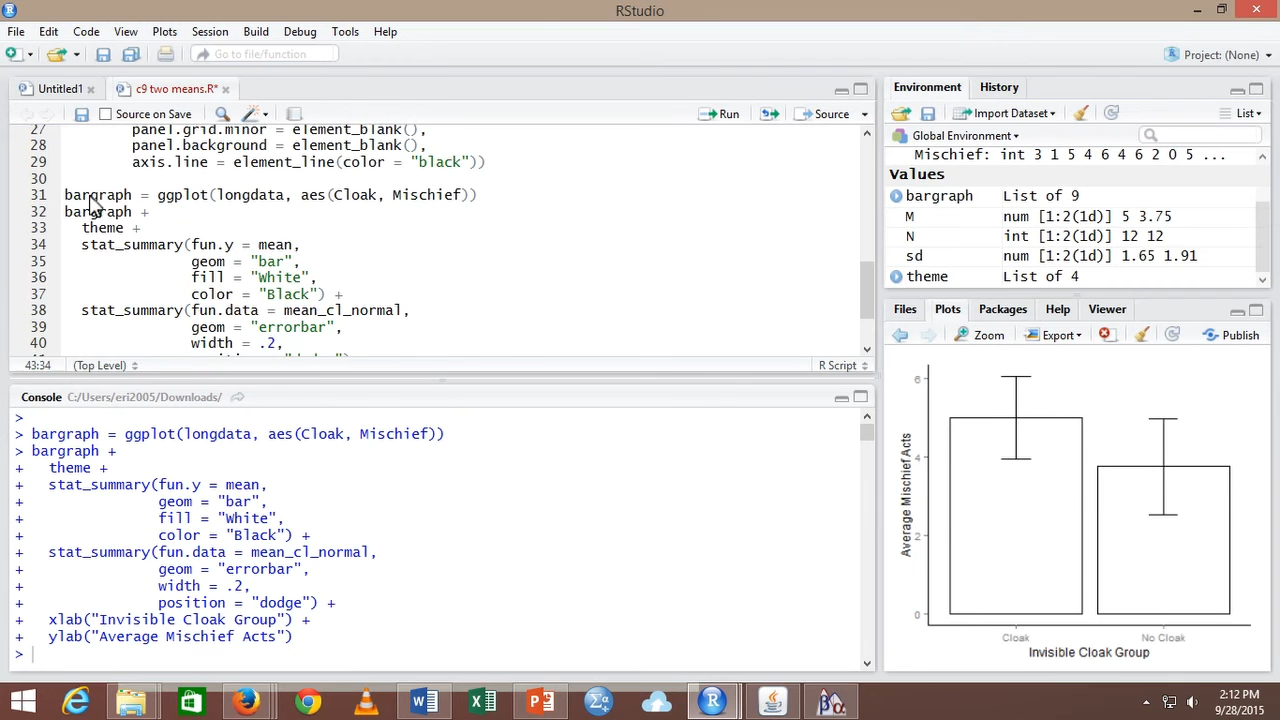 RStudio
File Edit Code View Plots Session Build Debug Tools Help
Go to file/function
Project: (None)
Untitled1
c9 two means.R*
Source on Save
Run
Source
27 panel.grid.minor = element_blank(),
28 panel.background = element_blank(),
29 axis.line = element_line(color = "black"))
30
31 bargraph = ggplot(longdata, aes(Cloak, Mischief))
32 bargraph +
33 theme +
34 stat_summary(fun.y = mean,
35 geom = "bar",
36 fill = "White",
37 color = "Black") +
38 stat_summary(fun.data = mean_cl_normal,
39 geom = "errorbar",
40 width = .2,
43:34 (Top Level) R Script
Console C:/Users/eri2005/Downloads/
>
> bargraph = ggplot(longdata, aes(Cloak, Mischief))
> bargraph +
+ theme +
+ stat_summary(fun.y = mean,
+ geom = "bar",
+ fill = "White",
+ color = "Black") +
+ stat_summary(fun.data = mean_cl_normal,
+ geom = "errorbar",
+ width = .2,
+ position = "dodge") +
+ xlab("Invisible Cloak Group") +
+ ylab("Average Mischief Acts")
>
Environment History
Import Dataset
List
Global Environment
Mischief: int 3 1 5 4 6 4 6 2 0 5 ...
Values
bargraph List of 9
M num [1:2(1d)] 5 3.75
N int [1:2(1d)] 12 12
sd num [1:2(1d)] 1.65 1.91
theme List of 4
Files Plots Packages Help Viewer
Zoom Export Publish
6
4
2
0
Average Mischief Acts
Cloak No Cloak
Invisible Cloak Group
2:12 PM
9/28/2015